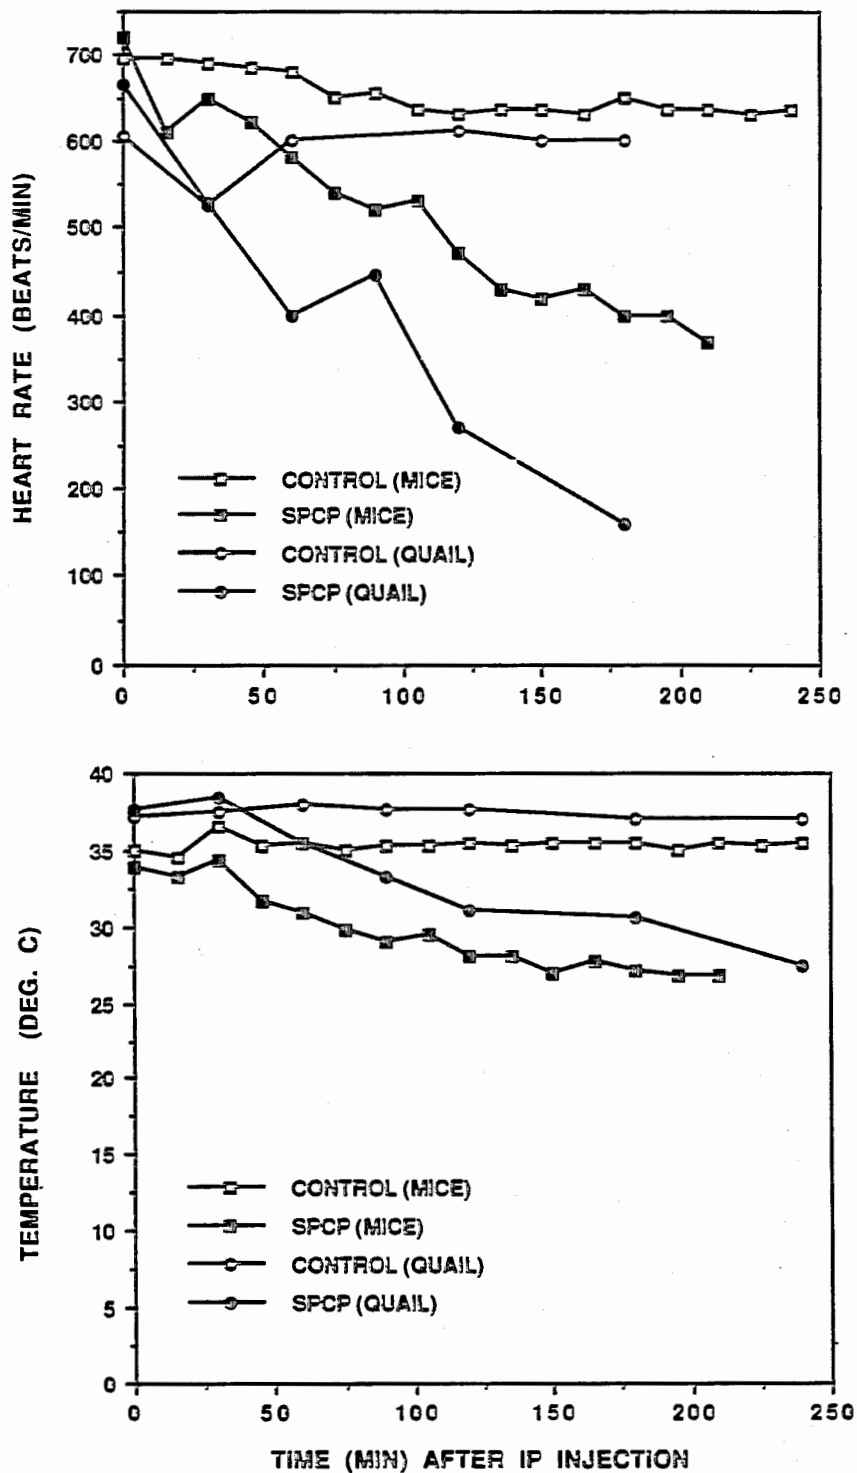 HEART RATE (BEATS/MIN)
700
600
500
400
300
200
100
0
CONTROL (MICE)
SPCP (MICE)
CONTROL (QUAIL)
SPCP (QUAIL)
0 50 100 150 200 250
TEMPERATURE (DEG. C)
40
35
30
25
20
15
10
5
0
CONTROL (MICE)
SPCP (MICE)
CONTROL (QUAIL)
SPCP (QUAIL)
0 50 100 150 200 250
TIME (MIN) AFTER IP INJECTION